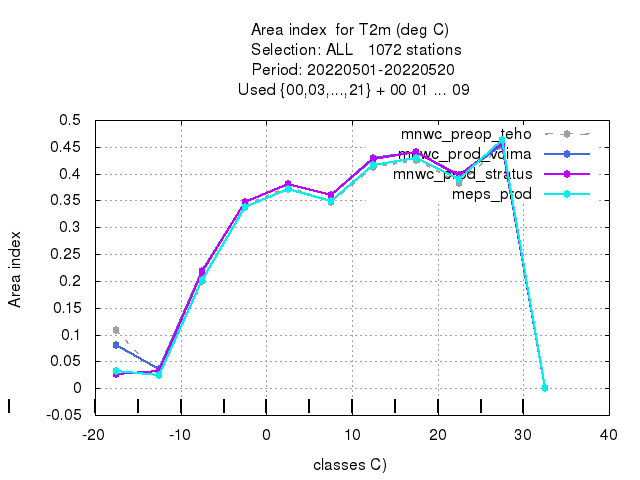 Area index  for T2m (deg C)
Selection: ALL   1072 stations
Period: 20220501-20220520
Used {00,03,...,21} + 00 01 ... 09
mnwc_preop_teho
mnwc_prod_voima
mnwc_prod_stratus
meps_prod
Area index
0.5
0.45
0.4
0.35
0.3
0.25
0.2
0.15
0.1
0.05
0
-0.05
-20 -10 0 10 20 30 40
classes C)